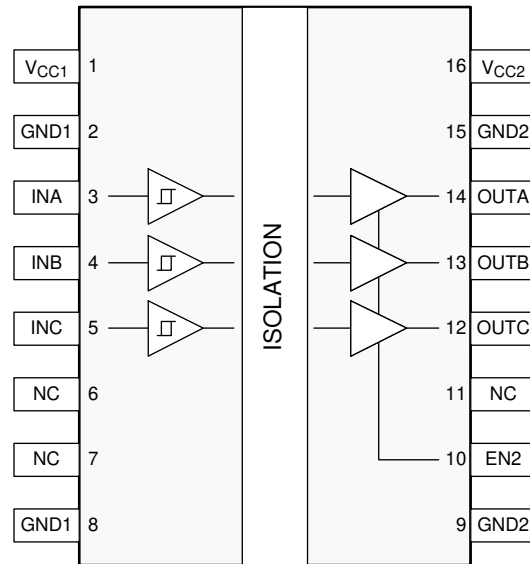 VCC1 1 16 VCC2
GND1 2 15 GND2
INA 3 14 OUTA
INB 4 13 OUTB
INC 5 12 OUTC
NC 6 11 NC
NC 7 10 EN2
GND1 8 9 GND2
ISOLATION